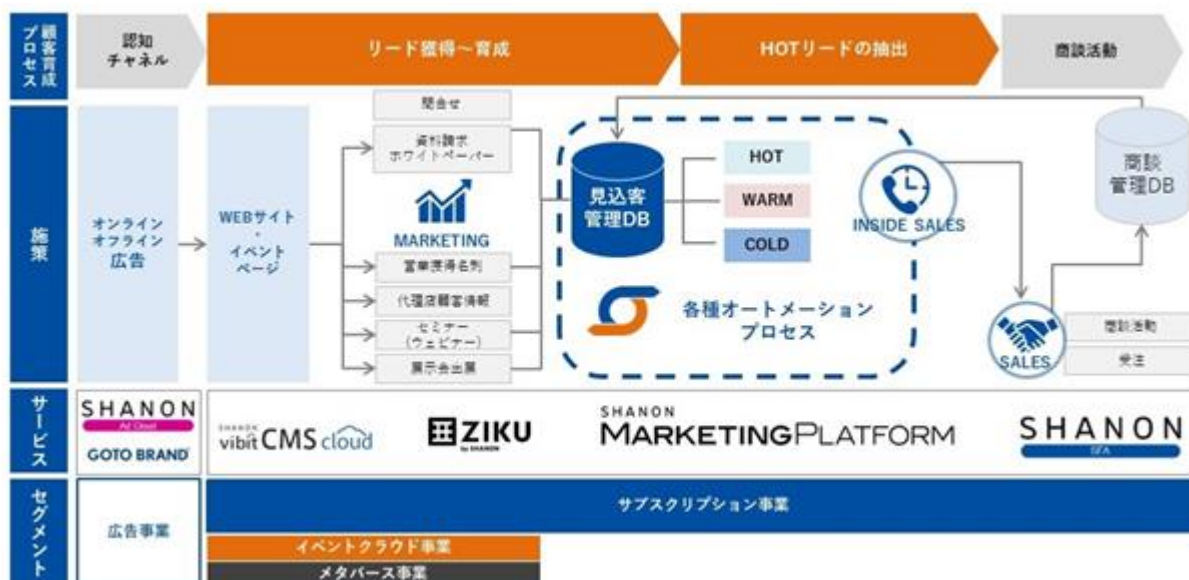 顧客育成
プロセス
認知
チャネル
リード獲得～育成
HOTリードの抽出
商談活動
施策
オンライン
オフライン
広告
WEBサイト
・
イベント
ページ
問合せ
資料請求
ホワイトペーパー
MARKETING
営業獲得名刺
代理店顧客情報
セミナー
(ウェビナー)
展示会出展
見込客
管理DB
HOT
WARM
COLD
各種オートメーション
プロセス
INSIDE SALES
SALES
商談
管理DB
商談活動
受注
サービス
SHANON
Ad Cloud
GOTO BRAND
SHANON
vibit CMS cloud
ZIKU
by SHANON
SHANON
MARKETING PLATFORM
SHANON
SFA
セグメント
広告事業
サブスクリプション事業
イベントクラウド事業
メタバース事業